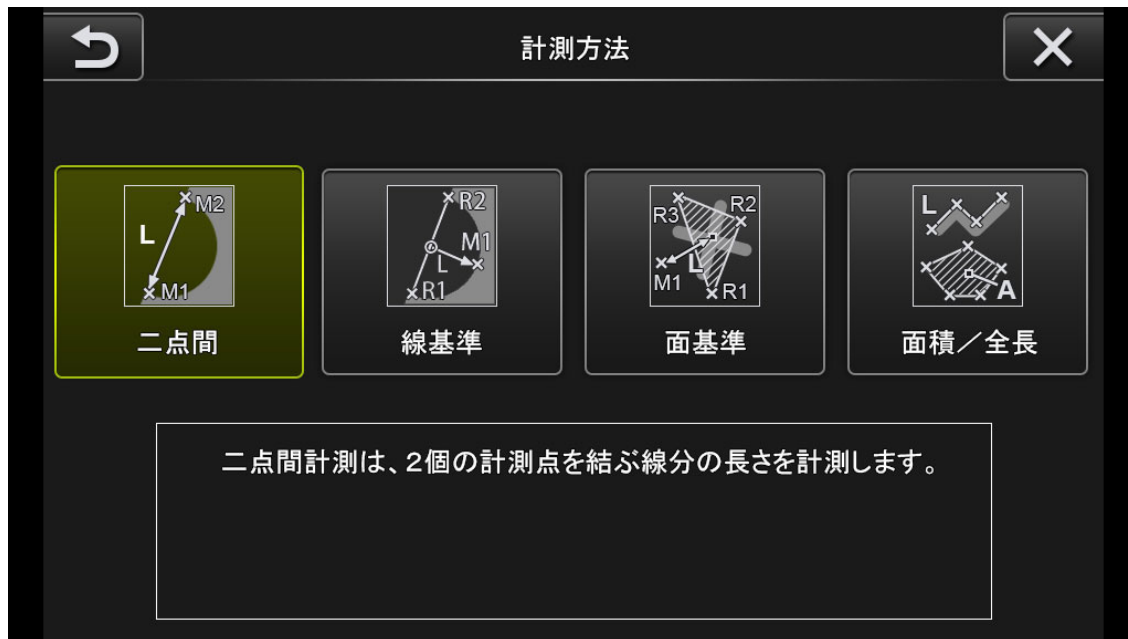 計測方法
L
M2
M1
二点間
R2
M1
L
R1
線基準
R3
R2
L
M1
R1
面基準
L
A
面積／全長
二点間計測は、２個の計測点を結ぶ線分の長さを計測します。